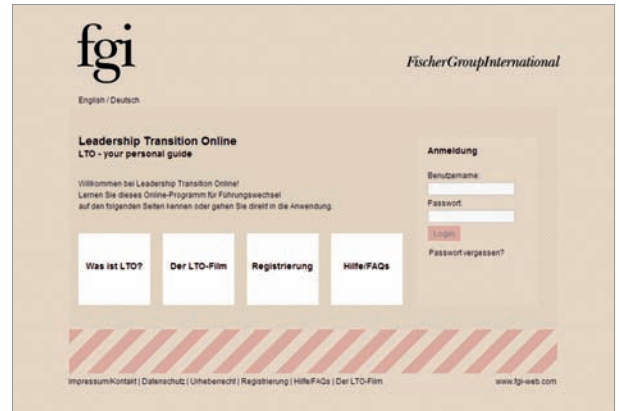 fgi
FischerGroupInternational
English / Deutsch
Leadership Transition Online
LTO - your personal guide
Willkommen bei Leadership Transition Online!
Lernen Sie dieses Online-Programm für Führungswechsel
auf den folgenden Seiten kennen oder gehen Sie direkt in die Anwendung.
Anmeldung
Benutzername:
Passwort:
Login
Passwort vergessen?
Was ist LTO?
Der LTO-Film
Registrierung
Hilfe/FAQs
Impressum/Kontakt | Datenschutz | Urheberrecht | Registrierung | Hilfe/FAQs | Der LTO-Film
www.fgi-web.com